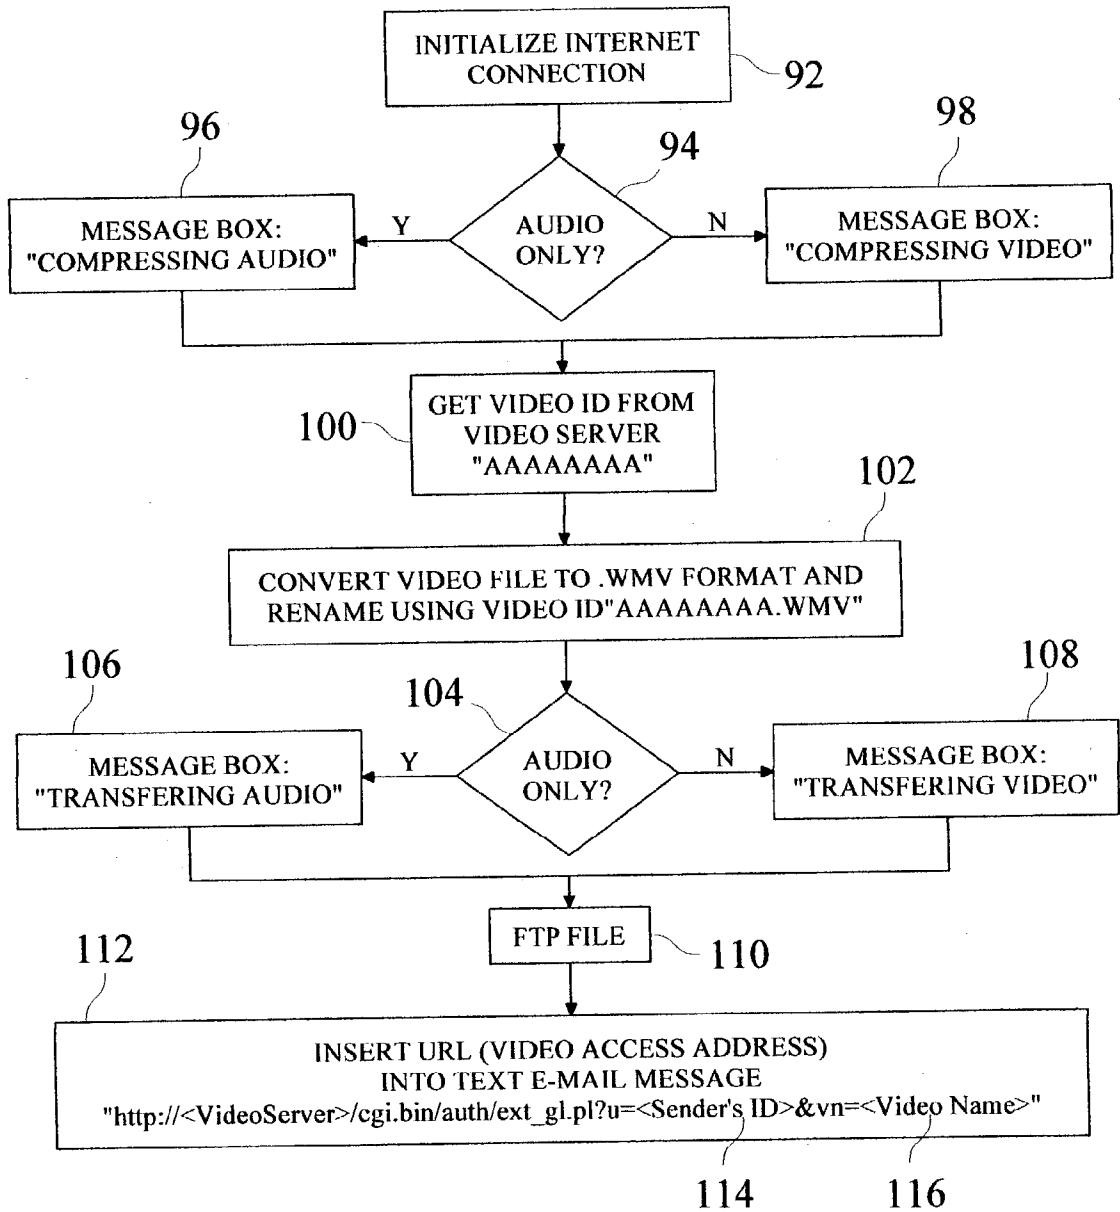 INITIALIZE INTERNET
CONNECTION
92
96
94
98
MESSAGE BOX:
"COMPRESSING AUDIO"
Y
AUDIO
ONLY?
N
MESSAGE BOX:
"COMPRESSING VIDEO"
100
GET VIDEO ID FROM
VIDEO SERVER
"AAAAAAAA"
102
CONVERT VIDEO FILE TO .WMV FORMAT AND
RENAME USING VIDEO ID"AAAAAAAA.WMV"
106
104
108
MESSAGE BOX:
"TRANSFERING AUDIO"
Y
AUDIO
ONLY?
N
MESSAGE BOX:
"TRANSFERING VIDEO"
FTP FILE
110
112
INSERT URL (VIDEO ACCESS ADDRESS)
INTO TEXT E-MAIL MESSAGE
"http://<VideoServer>/cgi.bin/auth/ext_gl.pl?u=<Sender's ID>&vn=<Video Name>"
114
116